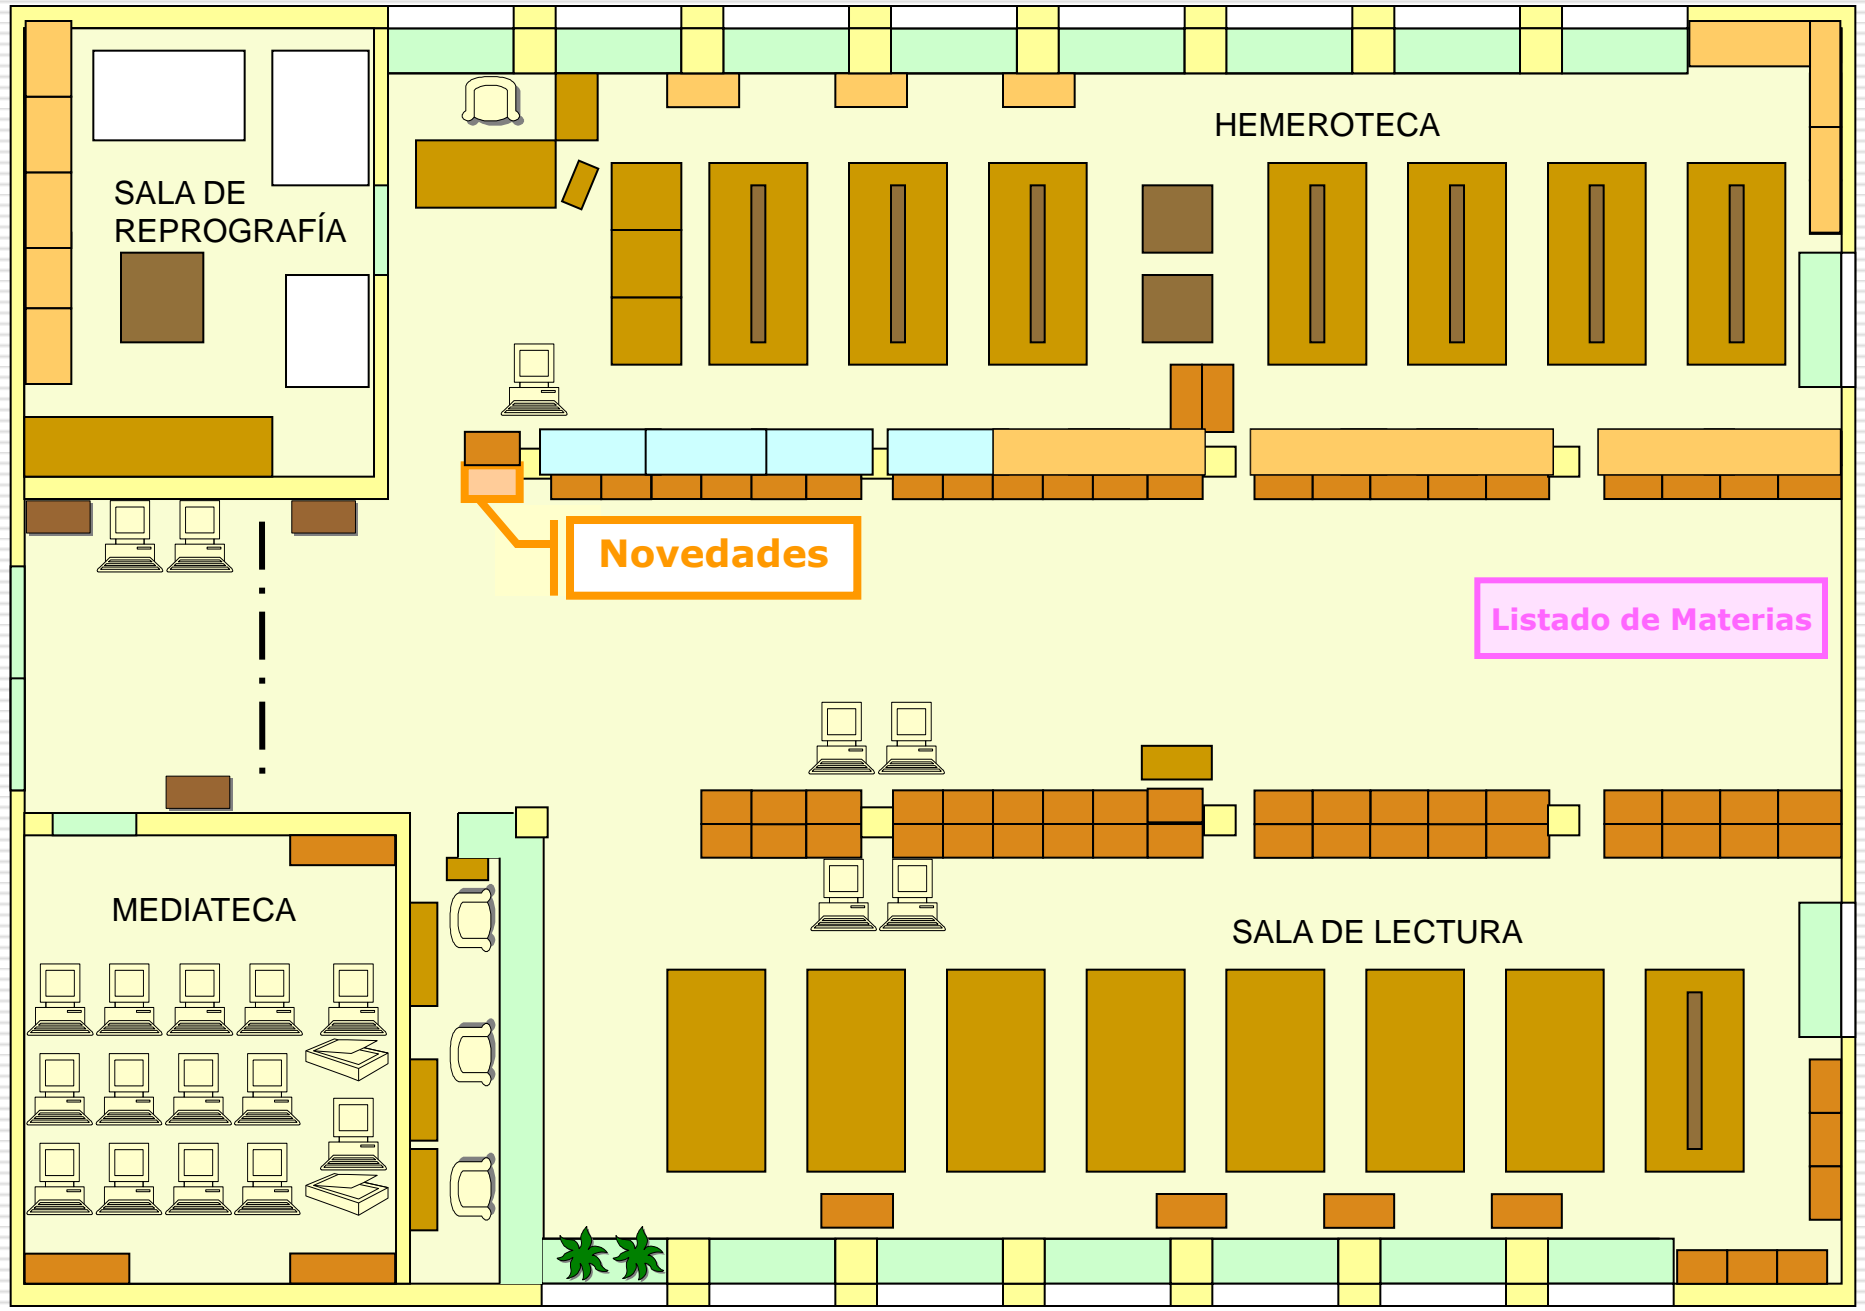 HEMEROTECA
SALA DE
REPROGRAFÍA
Novedades
Listado de Materias
MEDIATECA
SALA DE LECTURA